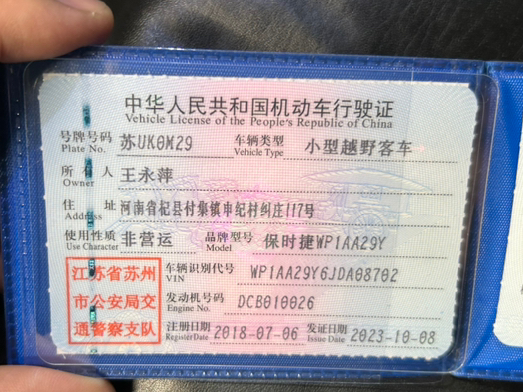 中华人民共和国机动车行驶证
Vehicle License of the People's Republic of China
号牌号码 苏UK0M29 车辆类型 小型越野客车
Plate No. Vehicle Type
所有人 王永萍
Owner
住址 河南省杞县付集镇申纪村纠庄117号
Address
使用性质 非营运 品牌型号 保时捷WP1AA29Y
Use Character Model
江苏省苏州
市公安局交
通警察支队
车辆识别代号 WP1AA29Y6JDA08702
VIN
发动机号码 DCB010026
Engine No.
注册日期 2018-07-06 发证日期 2023-10-08
Register Date Issue Date